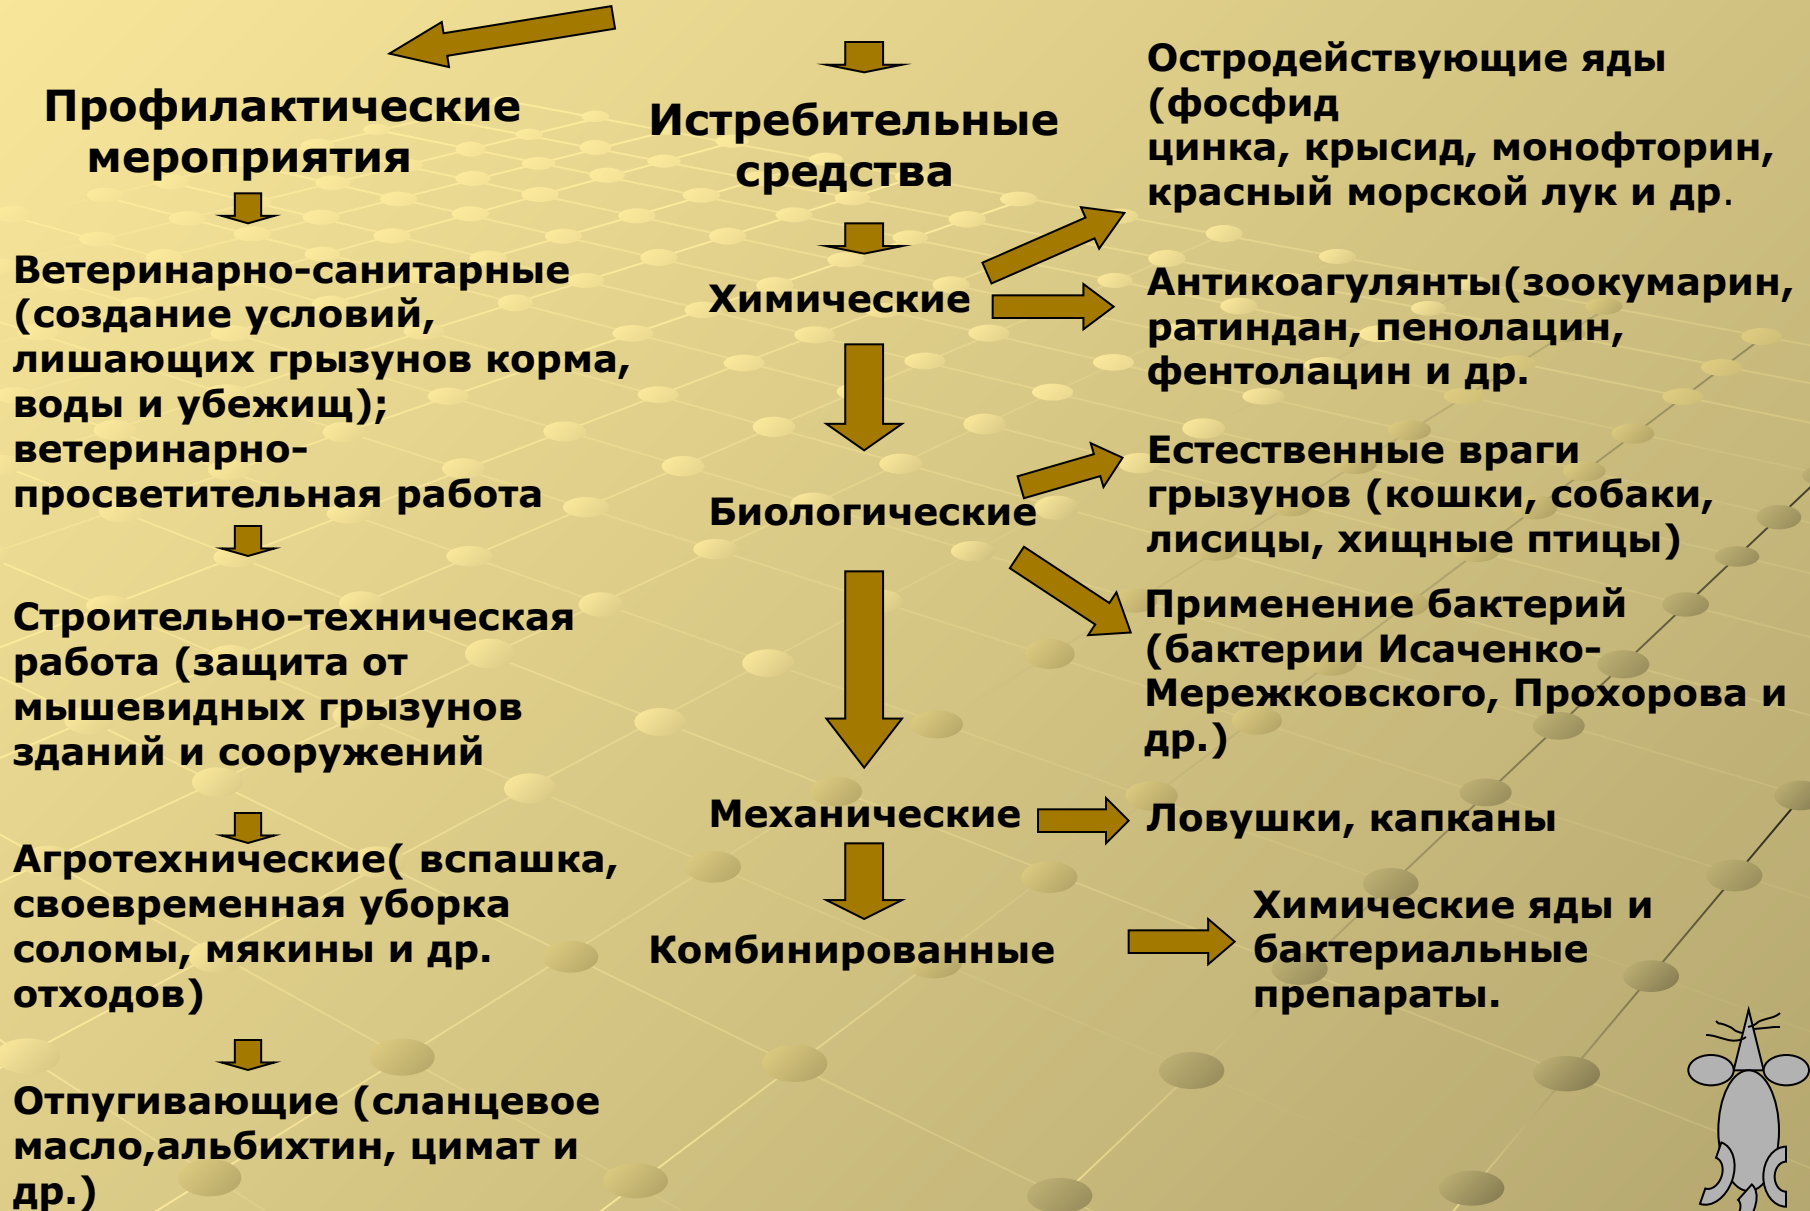 Профилактические
мероприятия
Ветеринарно-санитарные
(создание условий,
лишающих грызунов корма,
воды и убежищ);
ветеринарно-
просветительная работа
Строительно-техническая
работа (защита от
мышевидных грызунов
зданий и сооружений
Агротехнические( вспашка,
своевременная уборка
соломы, мякины и др.
отходов)
Отпугивающие (сланцевое
масло,альбихтин, цимат и
др.)
Истребительные
средства
Химические
Биологические
Механические
Комбинированные
Остродействующие яды
(фосфид
цинка, крысид, монофторин,
красный морской лук и др.
Антикоагулянты(зоокумарин,
ратиндан, пенолацин,
фентолацин и др.
Естественные враги
грызунов (кошки, собаки,
лисицы, хищные птицы)
Применение бактерий
(бактерии Исаченко-
Мережковского, Прохорова и
др.)
Ловушки, капканы
Химические яды и
бактериальные
препараты.